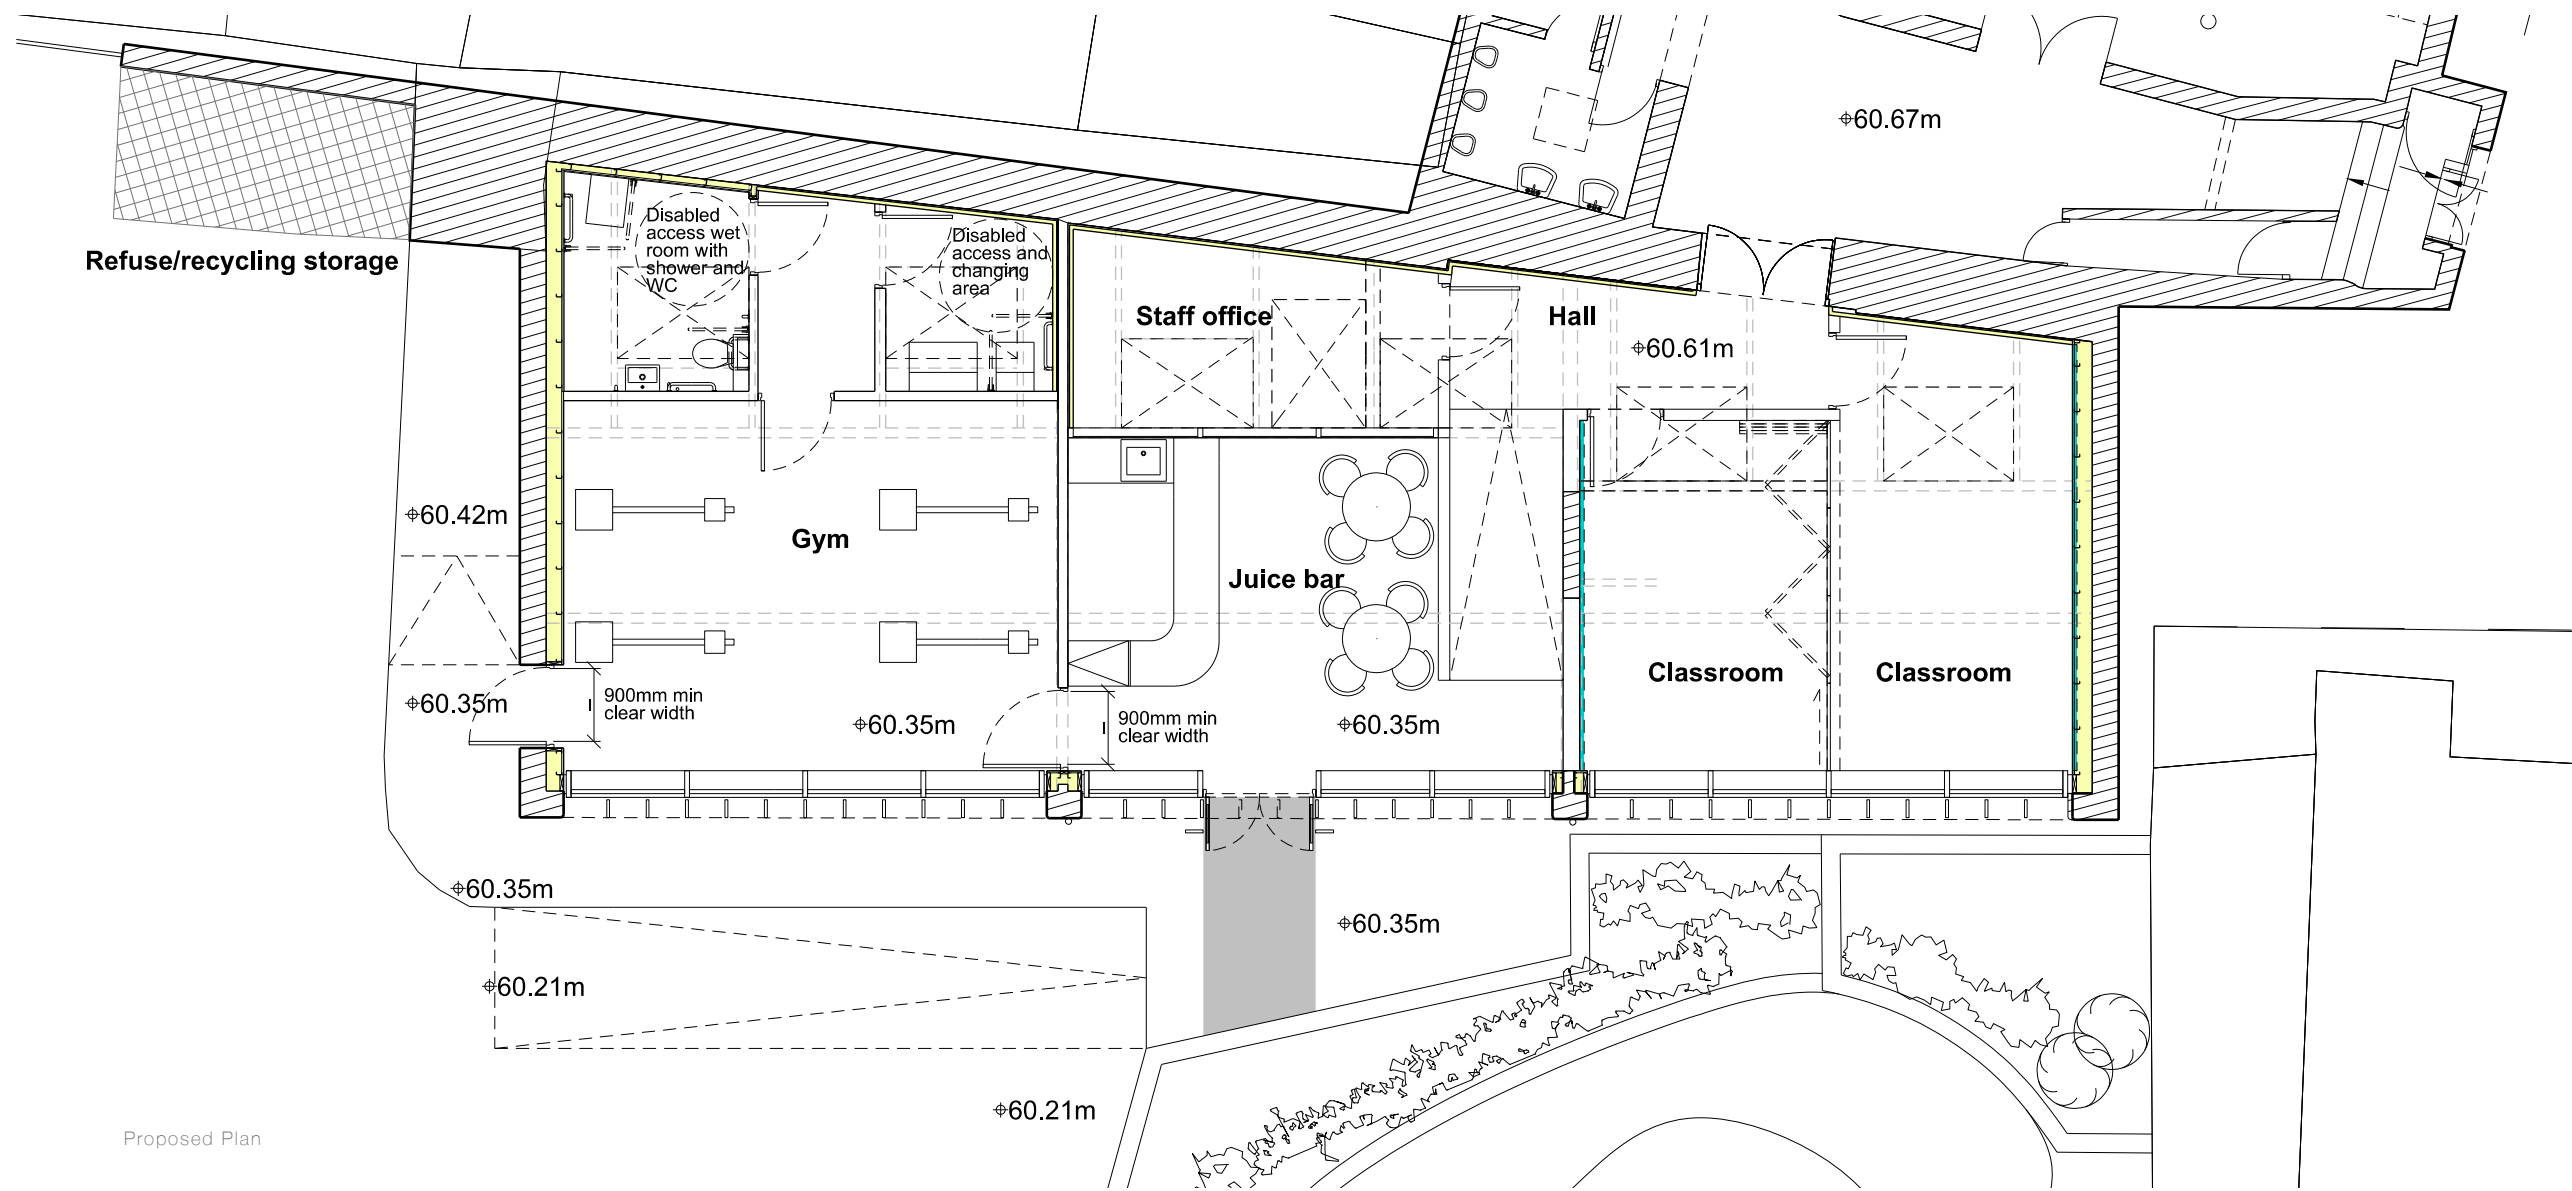 60.67m
Disabled
access wet
room with
shower and
WC
Disabled
access and
changing
area
Refuse/recycling storage
Staff office
Hall
60.61m
60.42m
Gym
Juice bar
Classroom
Classroom
60.35m
900mm min
clear width
60.35m
900mm min
clear width
60.35m
60.35m
60.35m
60.21m
60.21m
Proposed Plan